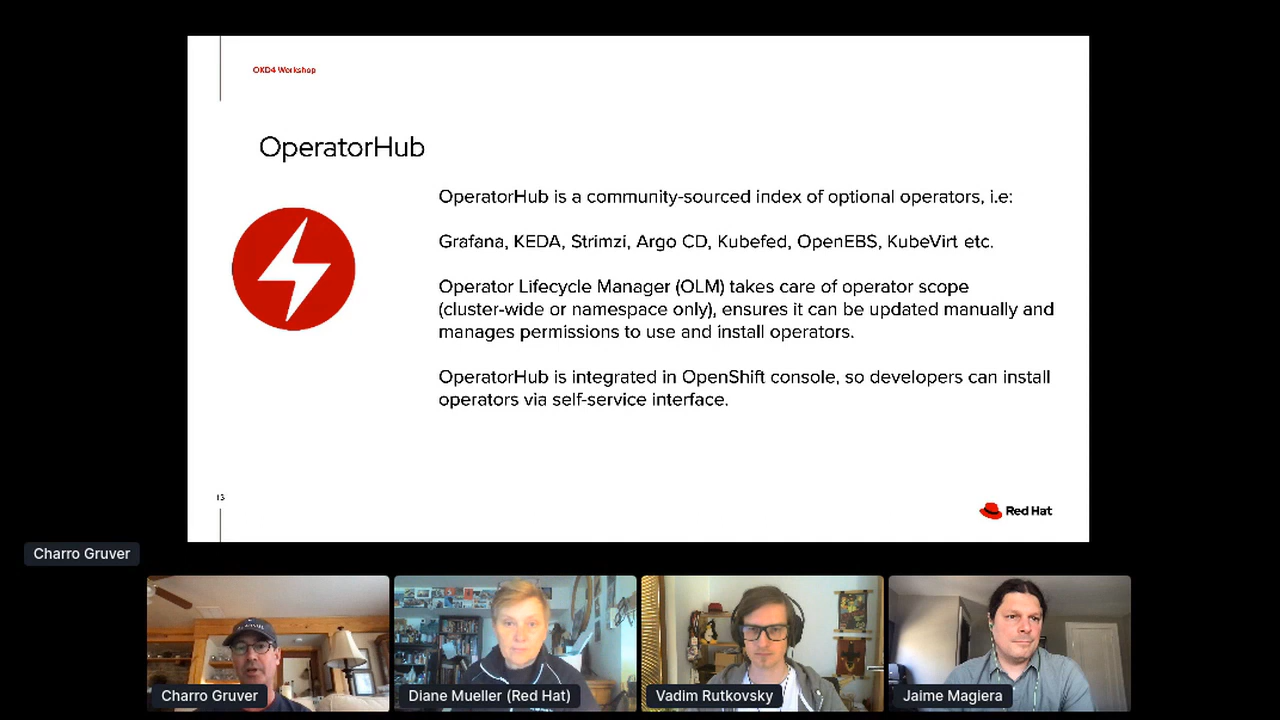 OKD4 Workshop
OperatorHub
OperatorHub is a community-sourced index of optional operators, i.e:
Grafana, KEDA, Strimzi, Argo CD, Kubefed, OpenEBS, KubeVirt etc.
Operator Lifecycle Manager (OLM) takes care of operator scope
(cluster-wide or namespace only), ensures it can be updated manually and
manages permissions to use and install operators.
OperatorHub is integrated in OpenShift console, so developers can install
operators via self-service interface.
13
Red Hat
Charro Gruver
Charro Gruver
Diane Mueller (Red Hat)
Vadim Rutkovsky
Jaime Magiera